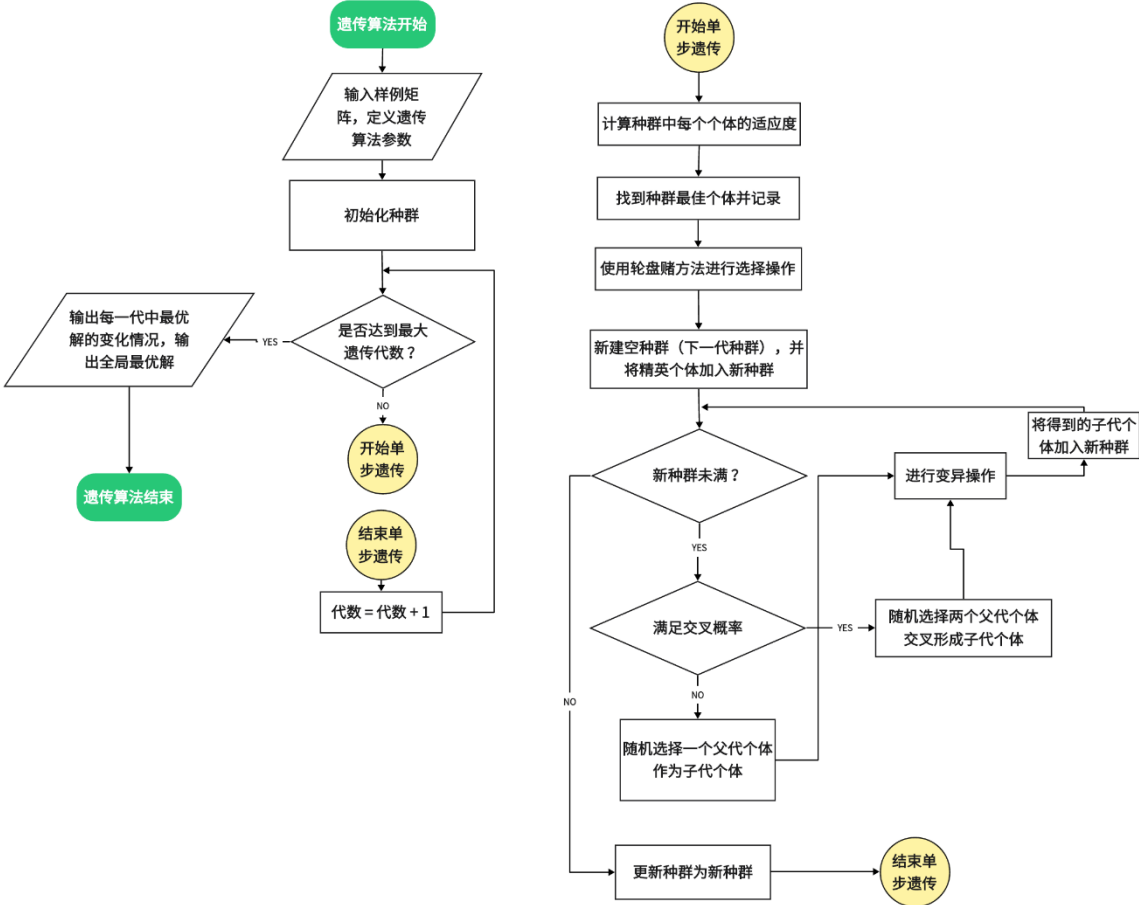 遗传算法开始
输入样例矩
阵，定义遗传
算法参数
初始化种群
是否达到最大
遗传代数？
YES
输出每一代中最优
解的变化情况，输
出全局最优解
遗传算法结束
NO
开始单
步遗传
结束单
步遗传
代数 = 代数 + 1
开始单
步遗传
计算种群中每个个体的适应度
找到种群最佳个体并记录
使用轮盘赌方法进行选择操作
新建空种群（下一代种群），并
将精英个体加入新种群
新种群未满？
YES
满足交叉概率
YES
随机选择两个父代个体
交叉形成子代个体
进行变异操作
将得到的子代个
体加入新种群
NO
随机选择一个父代个体
作为子代个体
NO
更新种群为新种群
结束单
步遗传